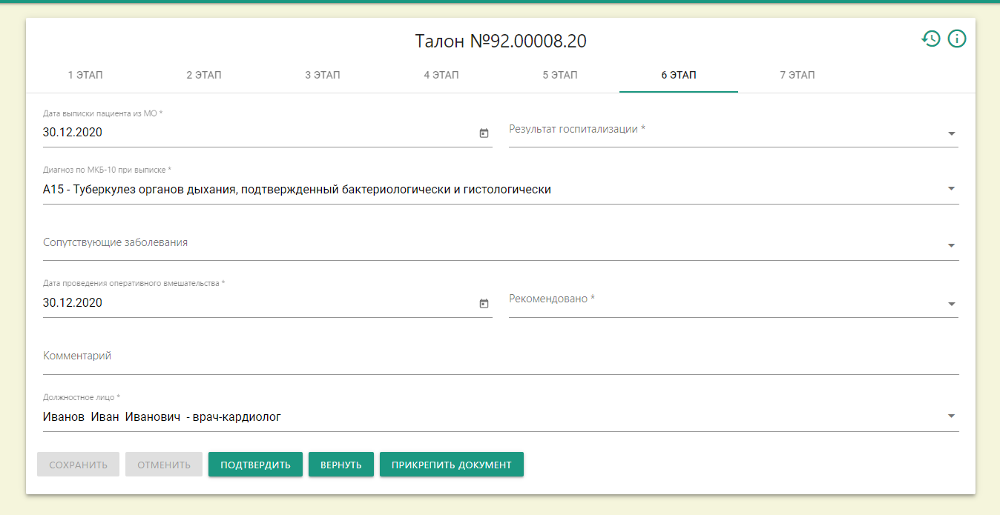 Талон №92.00008.20
1 ЭТАП 2 ЭТАП 3 ЭТАП 4 ЭТАП 5 ЭТАП 6 ЭТАП 7 ЭТАП
Дата выписки пациента из МО *
30.12.2020
Результат госпитализации *
Диагноз по МКБ-10 при выписке *
A15 - Туберкулез органов дыхания, подтвержденный бактериологически и гистологически
Сопутствующие заболевания
Дата проведения оперативного вмешательства *
30.12.2020
Рекомендовано *
Комментарий
Должностное лицо *
Иванов Иван Иванович - врач-кардиолог
СОХРАНИТЬ ОТМЕНИТЬ ПОДТВЕРДИТЬ ВЕРНУТЬ ПРИКРЕПИТЬ ДОКУМЕНТ